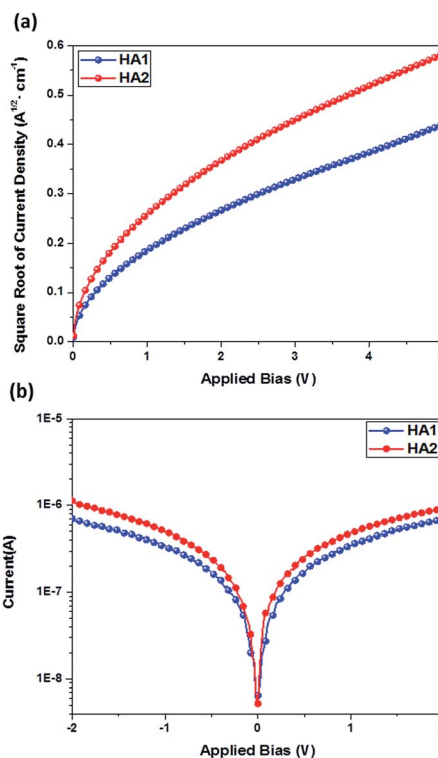 (a)
HA1
HA2
Square Root of Current Density (A^1/2· cm^-1)
0.6
0.5
0.4
0.3
0.2
0.1
0.0
0 1 2 3 4
Applied Bias (V)
(b)
HA1
HA2
Current(A)
1E-5
1E-6
1E-7
1E-8
-2 -1 0 1
Applied Bias (V)